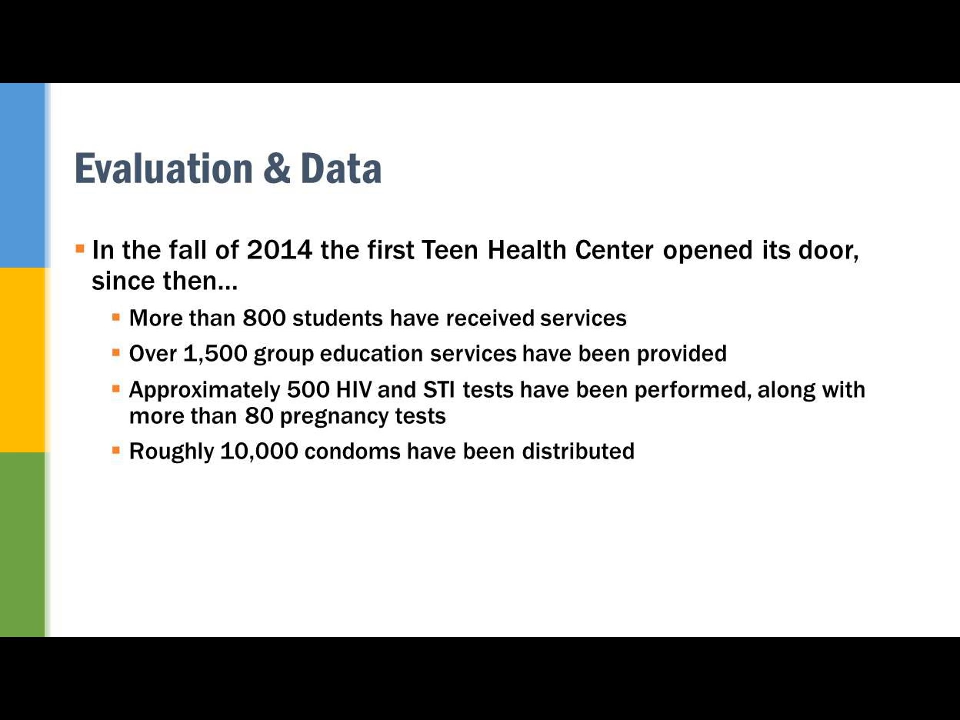 Evaluation & Data
In the fall of 2014 the first Teen Health Center opened its door,
since then...
More than 800 students have received services
Over 1,500 group education services have been provided
Approximately 500 HIV and STI tests have been performed, along with
more than 80 pregnancy tests
Roughly 10,000 condoms have been distributed